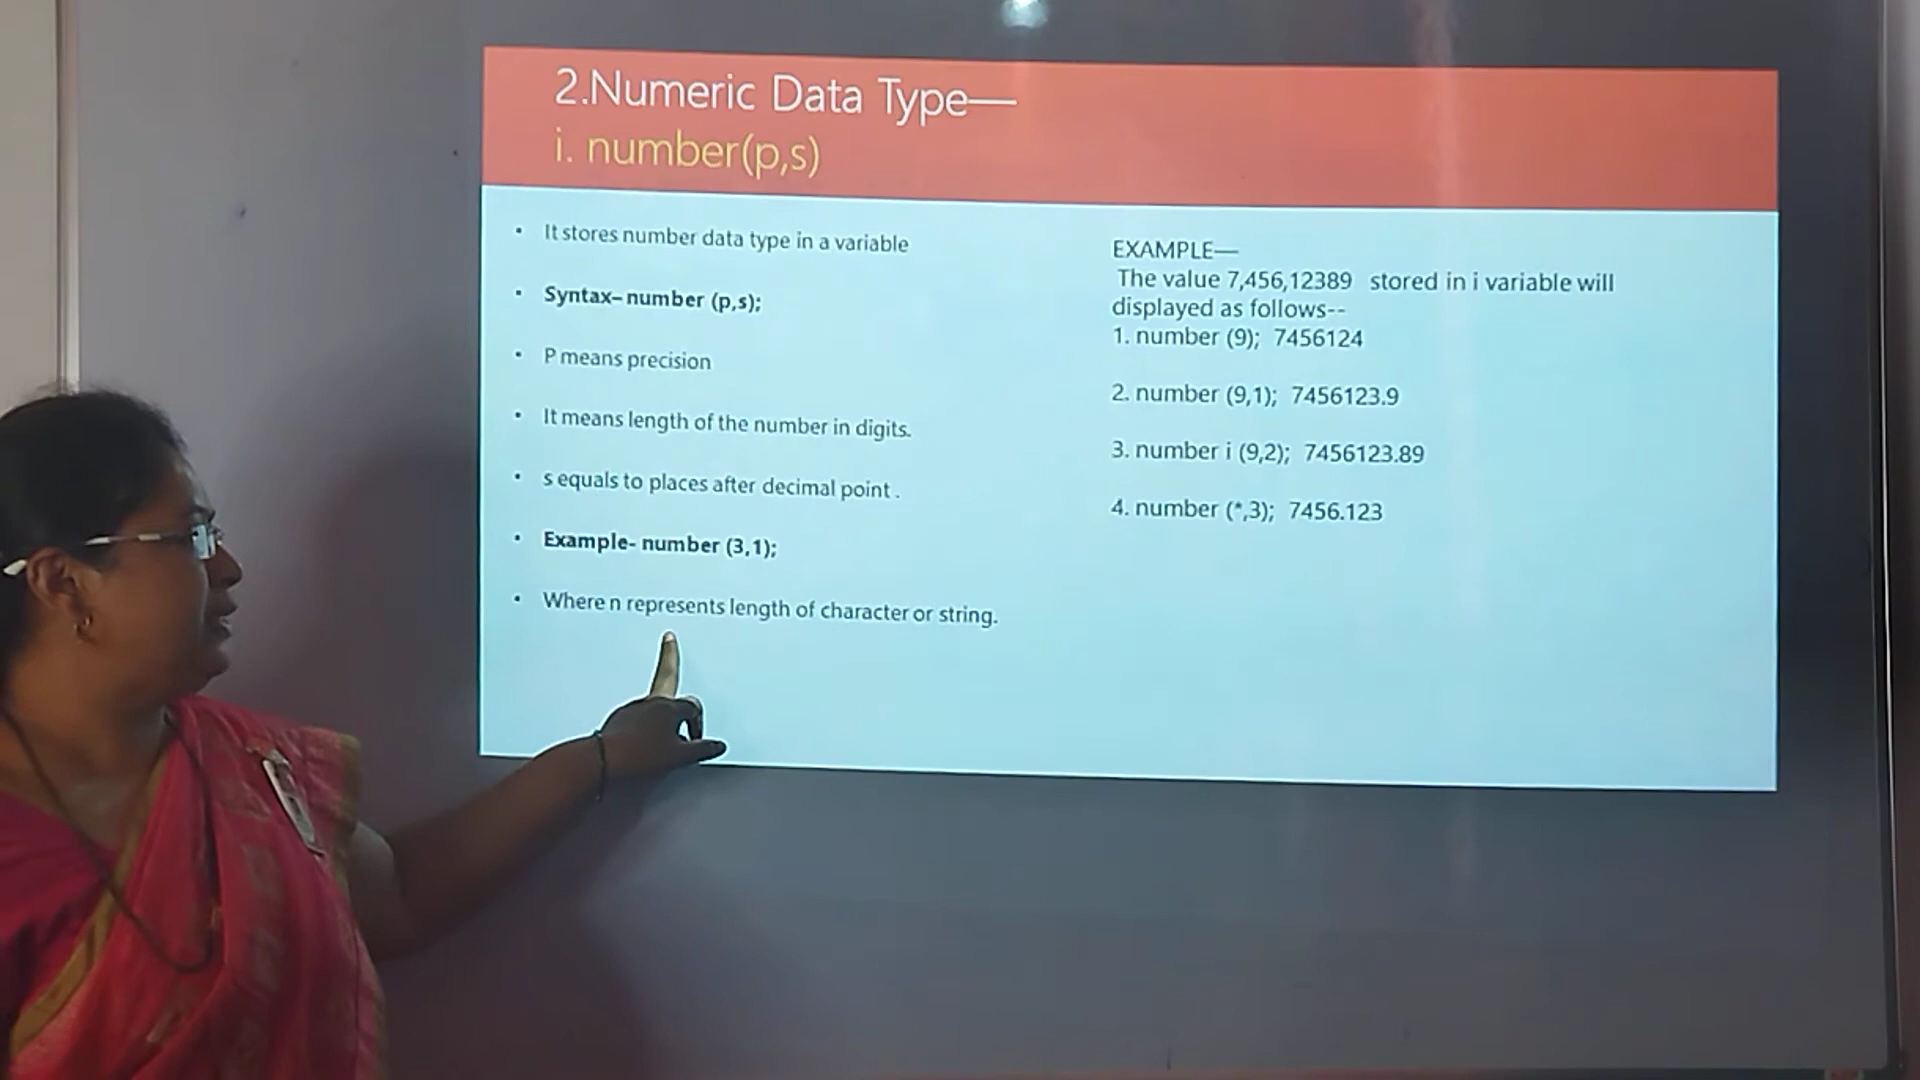 2.Numeric Data Type—
i. number(p,s)
• It stores number data type in a variable
• Syntax– number (p,s);
• P means precision
• It means length of the number in digits.
• s equals to places after decimal point .
• Example- number (3,1);
• Where n represents length of character or string.
EXAMPLE—
The value 7,456,12389 stored in i variable will
displayed as follows--
1. number (9); 7456124
2. number (9,1); 7456123.9
3. number i (9,2); 7456123.89
4. number (*,3); 7456.123